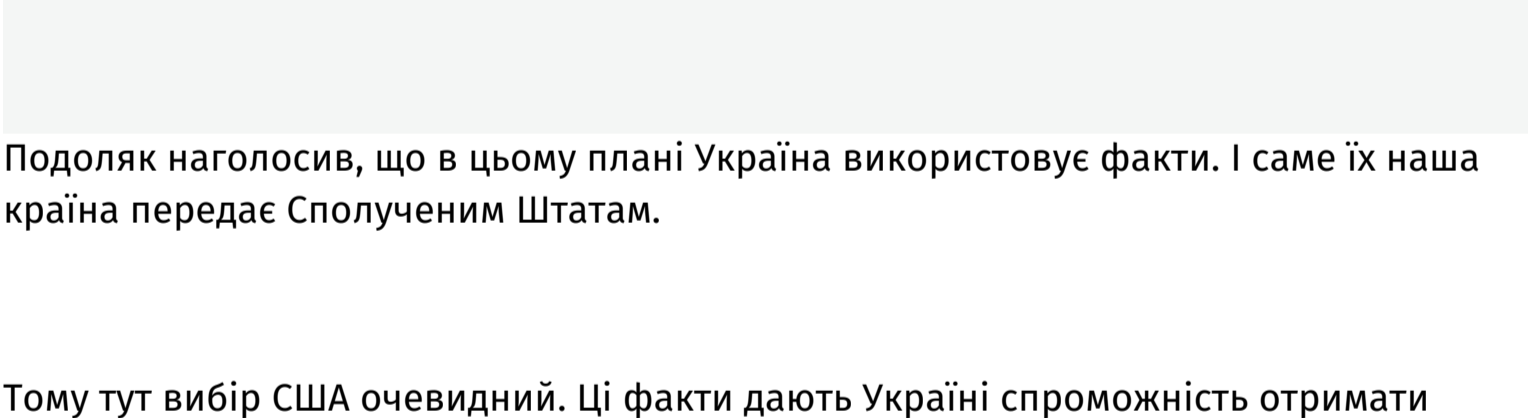 Подоляк наголосив, що в цьому плані Україна використовує факти. І саме їх наша
країна передає Сполученим Штатам.
Тому тут вибір США очевидний. Ці факти дають Україні спроможність отримати